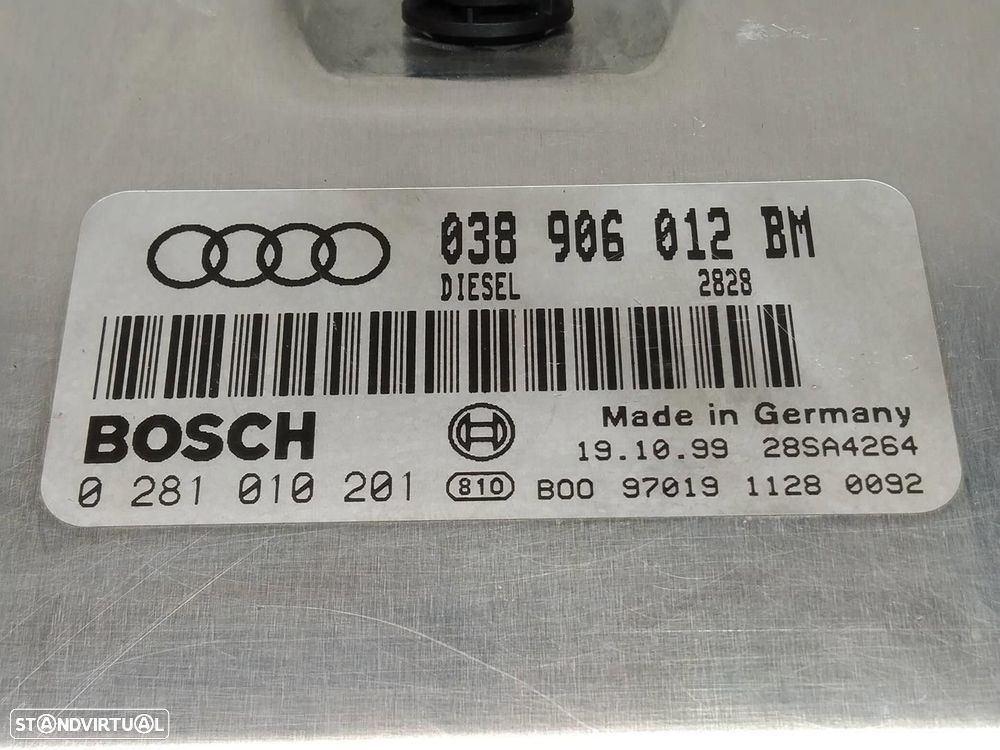 038 906 012 BM
DIESEL 2828
BOSCH
Made in Germany
19.10.99 28SA4264
0 281 010 201 810 B00 97019 1128 0092
STANDVIRTUAL